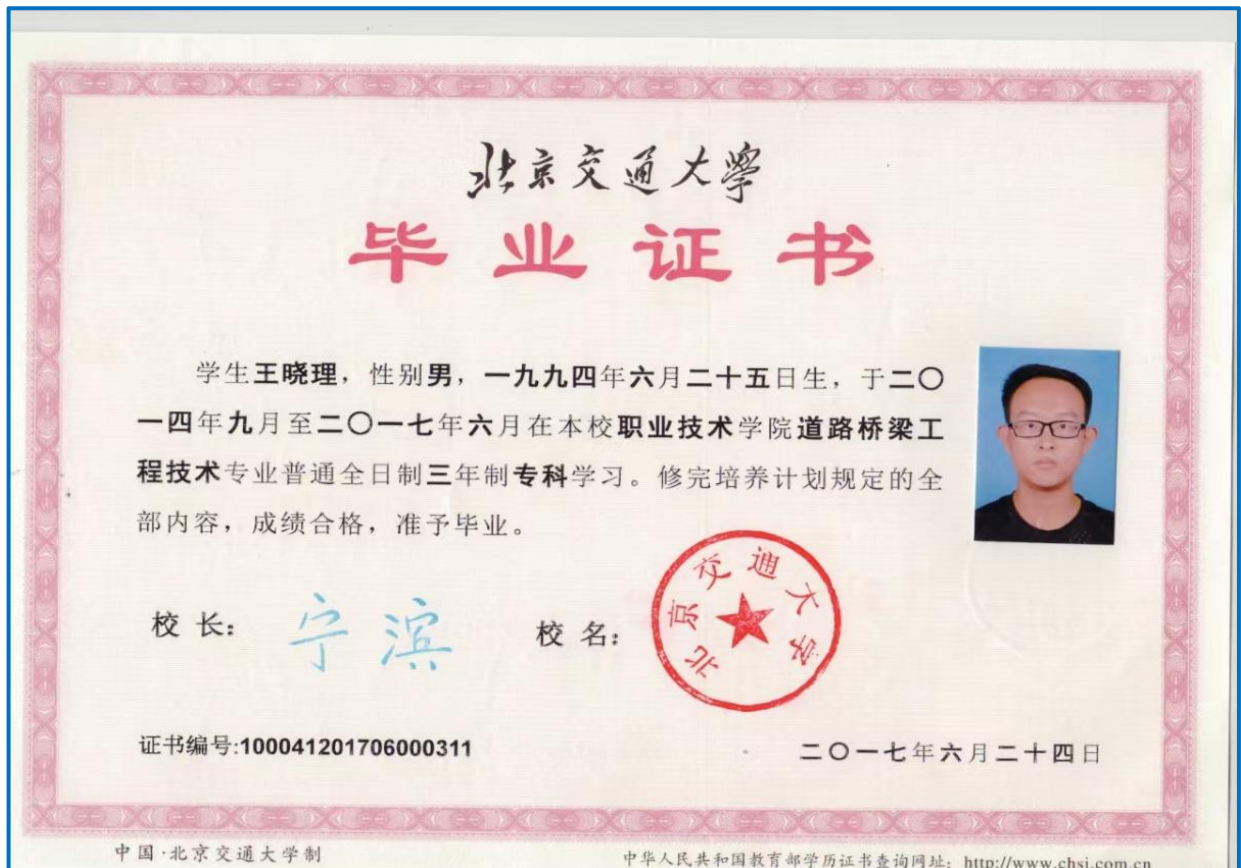 北京交通大學
毕业证书
学生王晓理，性别男，一九九四年六月二十五日生，于二〇
一四年九月至二〇一七年六月在本校职业技术学院道路桥梁工
程技术专业普通全日制三年制专科学习。修完培养计划规定的全
部内容，成绩合格，准予毕业。
校 长： 宁滨 校 名： 北京交通大学
证书编号:100041201706000311 二〇一七年六月二十四日
中国·北京交通大学制 中华人民共和国教育部学历证书查询网址：http://www.chsi.com.cn